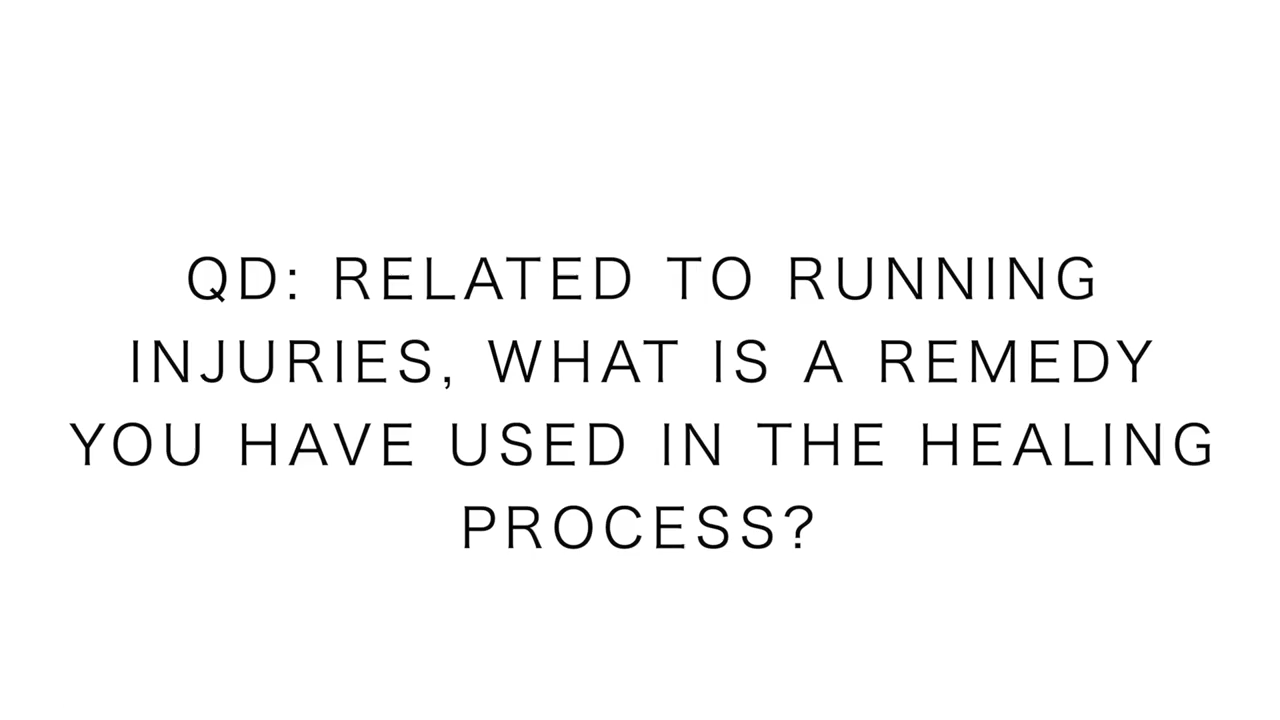 QD: RELATED TO RUNNING
INJURIES, WHAT IS A REMEDY
YOU HAVE USED IN THE HEALING
PROCESS?